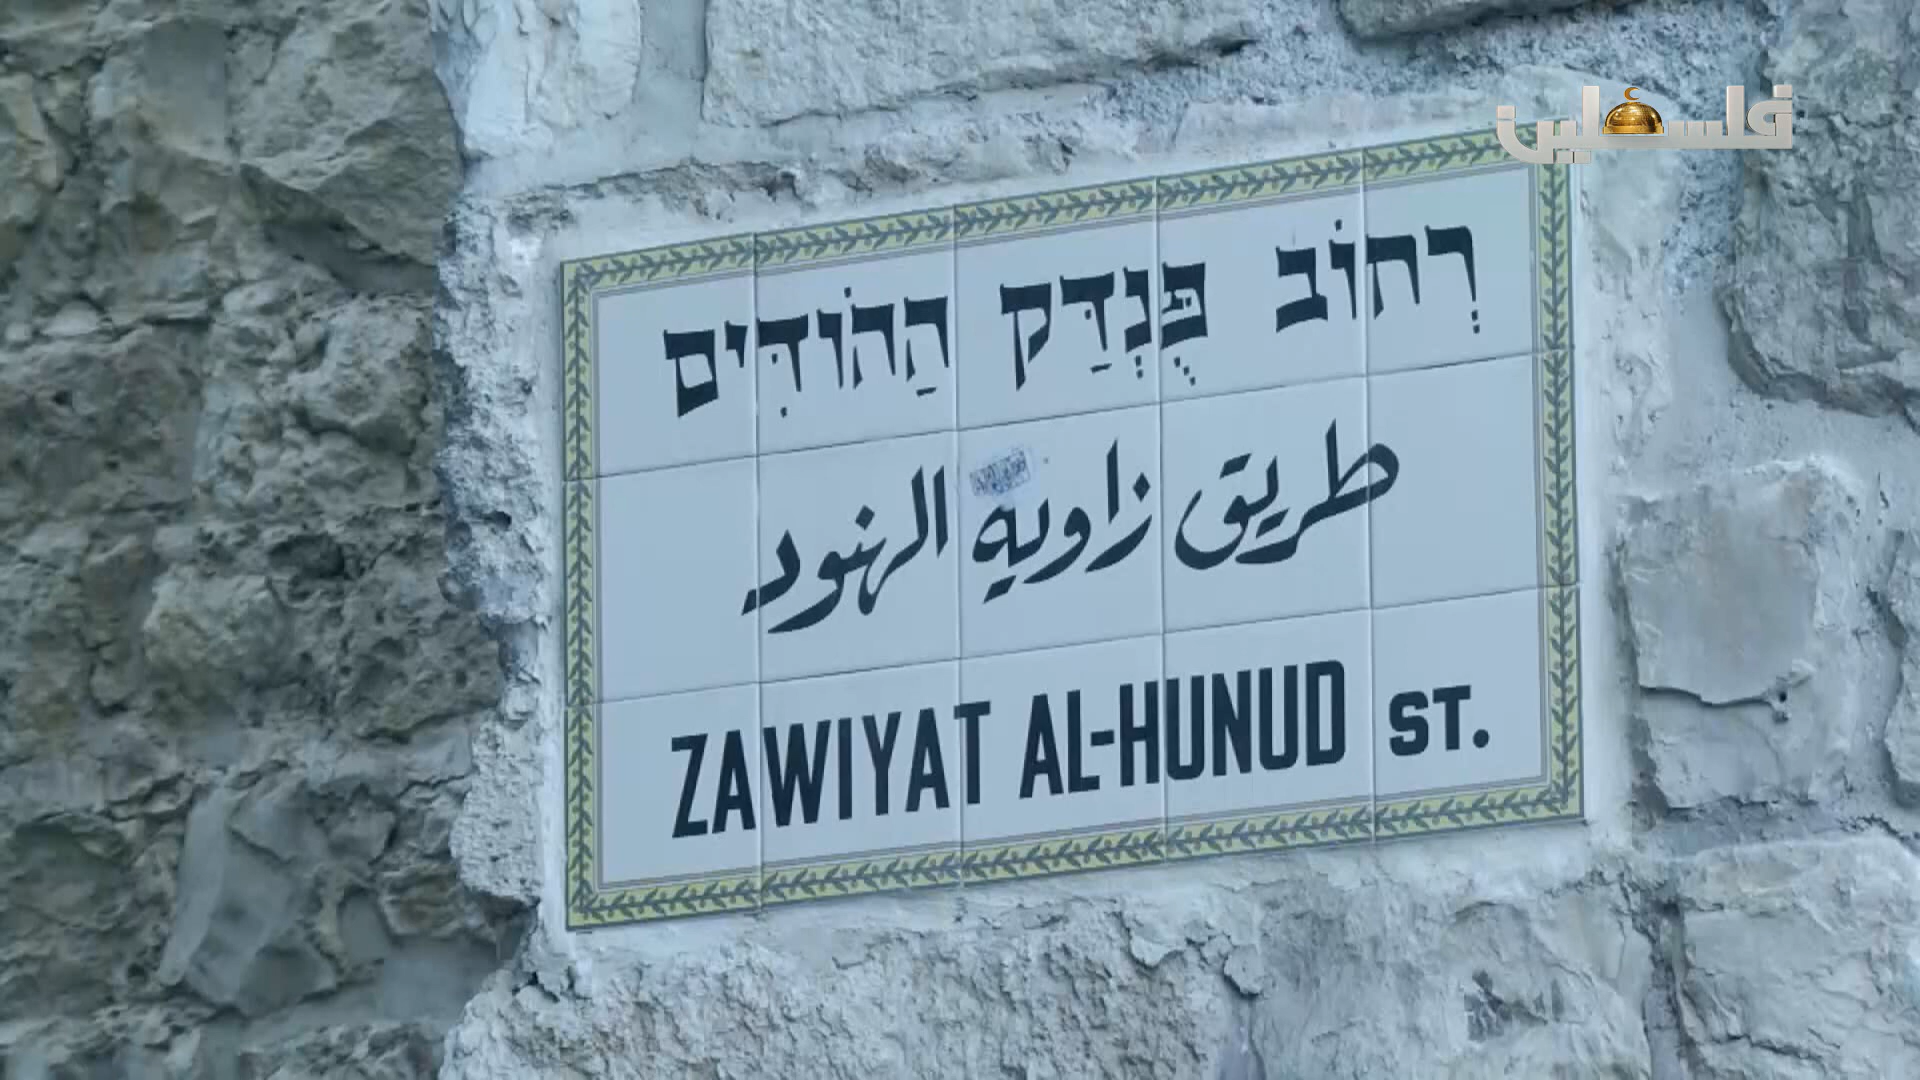 فلسطين
רְחוֹב פֻּנְדַּק הַהוֹדִּים
طريق زاويه الهنود
ZAWIYAT AL-HUNUD ST.